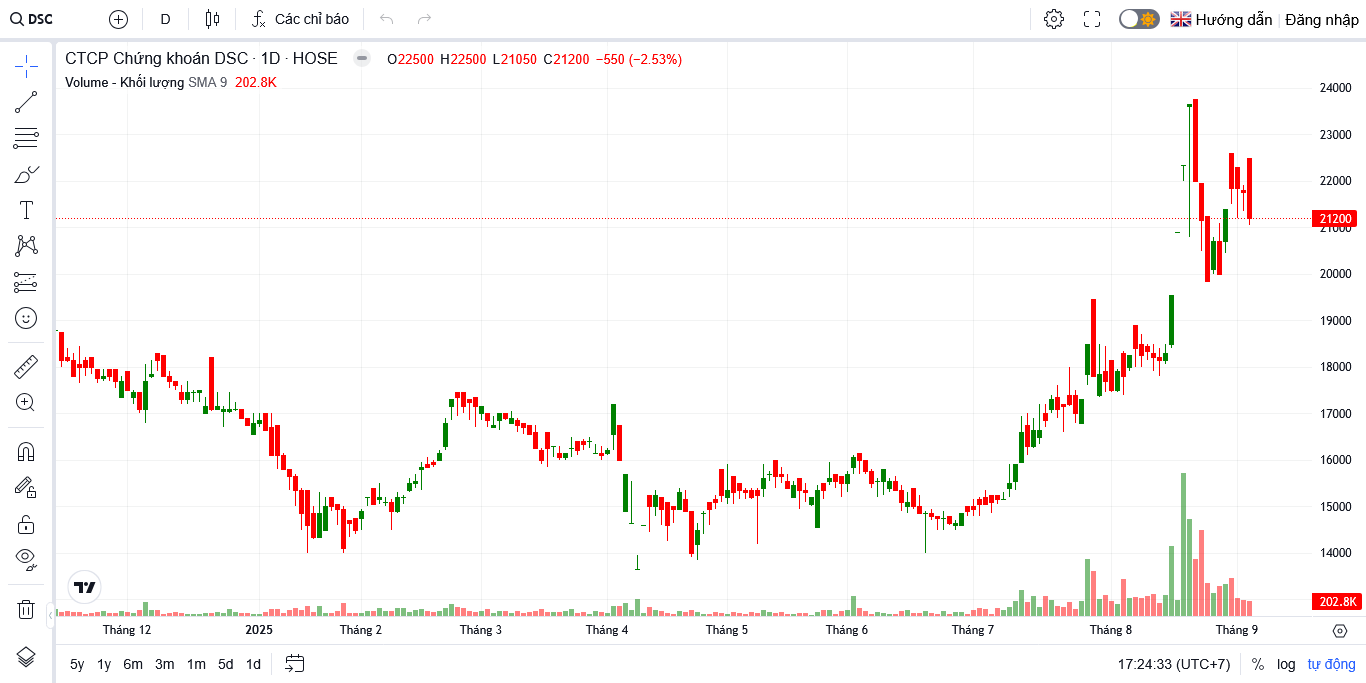 DSC D Các chỉ báo Hướng dẫn Đăng nhập
CTCP Chứng khoán DSC · 1D · HOSE O22500 H22500 L21050 C21200 −550 (−2.53%)
Volume - Khối lượng SMA 9 202.8K
24000
23000
22000
21200
21000
20000
19000
18000
17000
16000
15000
14000
202.8K
Tháng 12 2025 Tháng 2 Tháng 3 Tháng 4 Tháng 5 Tháng 6 Tháng 7 Tháng 8 Tháng 9
5y 1y 6m 3m 1m 5d 1d 17:24:33 (UTC+7) % log tự động